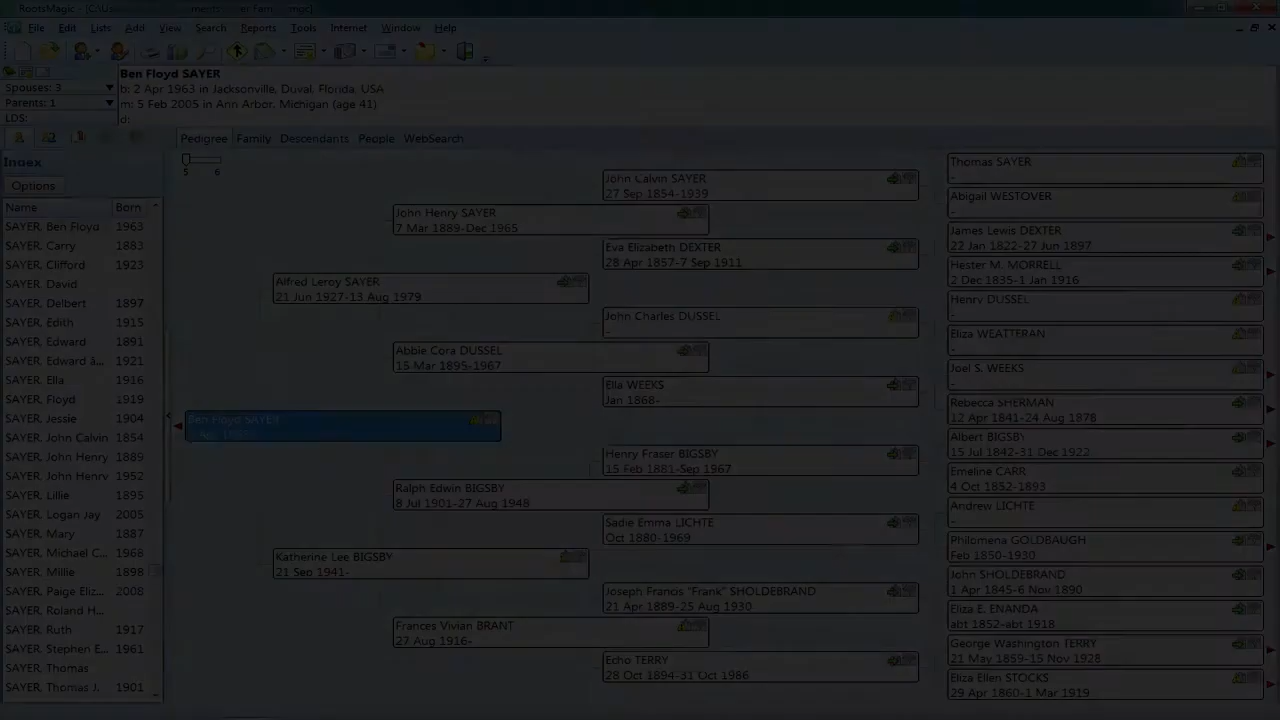 RootsMagic - [C:\Us
File Edit Lists Add View Search Reports Tools Internet Window Help
Ben Floyd SAYER
Spouses: 3
b: 2 Apr 1963 in Jacksonville, Duval, Florida, USA
Parents: 1
m: 5 Feb 2005 in Ann Arbor, Michigan (age 41)
LDS:
d:
Pedigree Family Descendants People WebSearch
Index
5 6
Options
Name Born
SAYER, Ben Floyd 1963
SAYER, Carry 1883
SAYER, Clifford 1923
SAYER, David
SAYER, Delbert 1897
SAYER, Edith 1915
SAYER, Edward 1891
SAYER, Edward a... 1921
SAYER, Ella 1916
SAYER, Floyd 1919
SAYER, Jessie 1904
SAYER, John Calvin 1854
SAYER, John Henry 1889
SAYER, John Henry 1952
SAYER, Lillie 1895
SAYER, Logan Jay 2005
SAYER, Mary 1887
SAYER, Michael C... 1968
SAYER, Millie 1898
SAYER, Paige Eliz... 2008
SAYER, Roland H...
SAYER, Ruth 1917
SAYER, Stephen E... 1961
SAYER, Thomas
SAYER, Thomas J. 1901
Ben Floyd SAYER
Alfred Leroy SAYER
21 Jun 1927-13 Aug 1979
Katherine Lee BIGSBY
21 Sep 1941-
John Henry SAYER
7 Mar 1889-Dec 1965
Abbie Cora DUSSEL
15 Mar 1895-1967
Ralph Edwin BIGSBY
8 Jul 1901-27 Aug 1948
Frances Vivian BRANT
27 Aug 1916-
John Calvin SAYER
27 Sep 1854-1939
Eva Elizabeth DEXTER
28 Apr 1857-7 Sep 1911
John Charles DUSSEL
-
Ella WEEKS
Jan 1868-
Henry Fraser BIGSBY
15 Feb 1881-Sep 1967
Sadie Emma LICHTE
Oct 1880-1969
Joseph Francis "Frank" SHOLDEBRAND
21 Apr 1889-25 Aug 1930
Echo TERRY
28 Oct 1894-31 Oct 1986
Thomas SAYER
-
Abigail WESTOVER
-
James Lewis DEXTER
22 Jan 1822-27 Jun 1897
Hester M. MORRELL
2 Dec 1835-1 Jan 1916
Henry DUSSEL
-
Eliza WEATTERAN
-
Joel S. WEEKS
-
Rebecca SHERMAN
12 Apr 1841-24 Aug 1878
Albert BIGSBY
15 Jul 1842-31 Dec 1922
Emeline CARR
4 Oct 1852-1893
Andrew LICHTE
-
Philomena GOLDBAUGH
Feb 1850-1930
John SHOLDEBRAND
1 Apr 1845-6 Nov 1890
Eliza E. ENANDA
abt 1852-abt 1918
George Washington TERRY
21 May 1859-15 Nov 1928
Eliza Ellen STOCKS
29 Apr 1860-1 Mar 1919